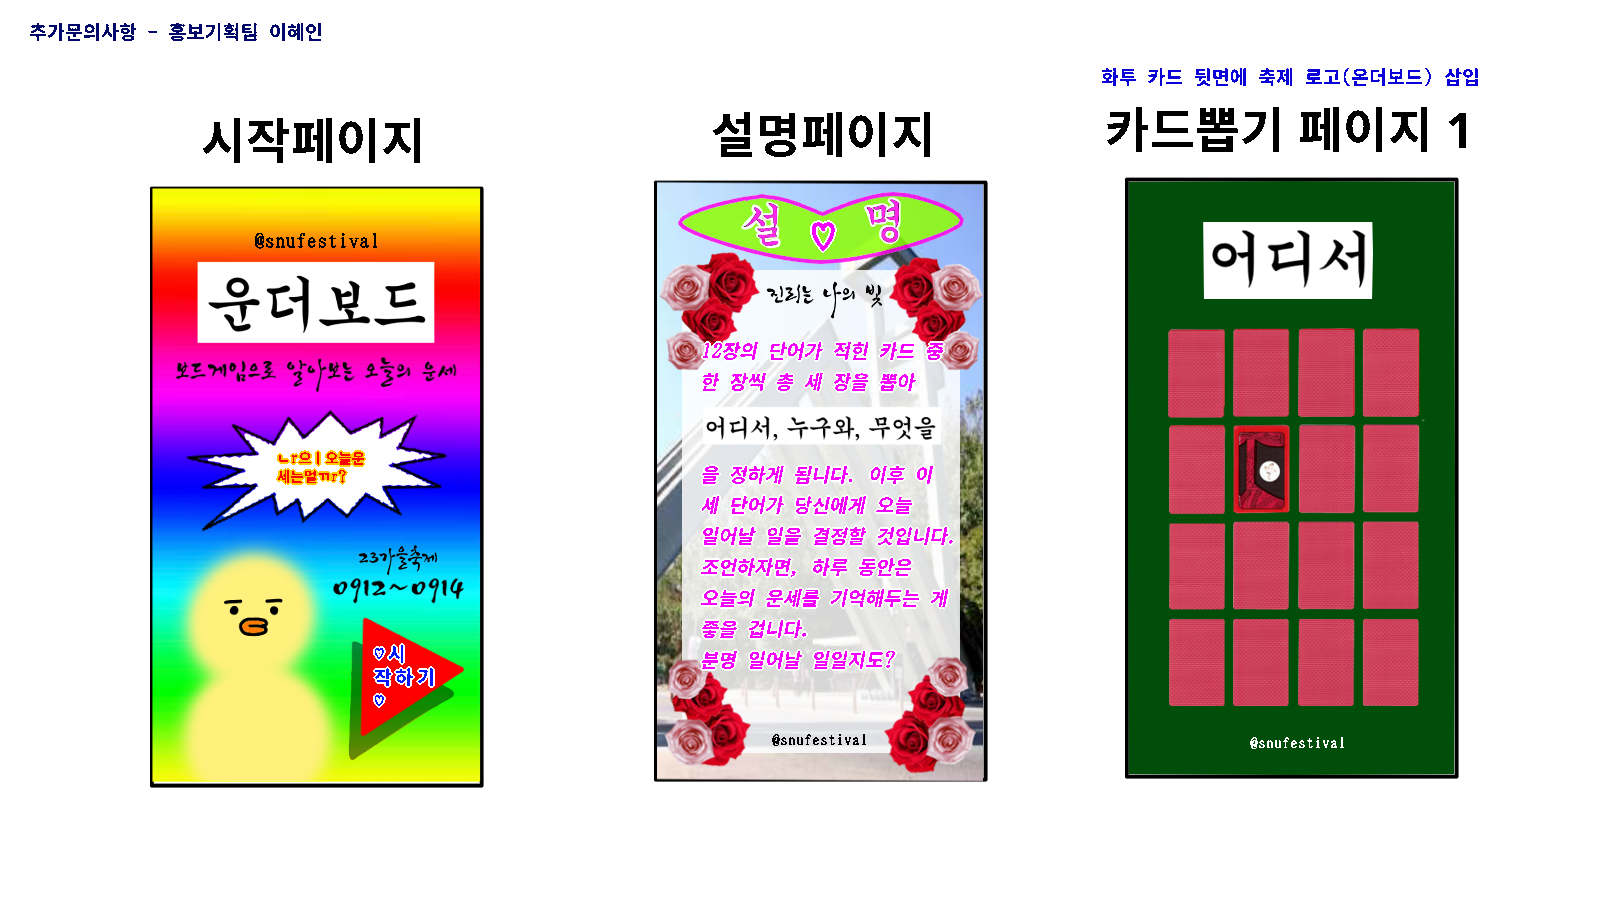 추가문의사항 - 홍보기획팀 이혜인
시작페이지
@snufestival
운더보드
보드게임으로 알아보는 오늘의 운세
ㄴr으ㅣ오늘운
세는멀ㄲr?
23가을축제
0912~0914
♡시
작하기
♡
설명페이지
설♡명
진리는 나의 빛
12장의 단어가 적힌 카드 중
한 장씩 총 세 장을 뽑아
어디서, 누구와, 무엇을
을 정하게 됩니다. 이후 이
세 단어가 당신에게 오늘
일어날 일을 결정할 것입니다.
조언하자면, 하루 동안은
오늘의 운세를 기억해두는 게
좋을 겁니다.
분명 일어날 일일지도?
@snufestival
화투 카드 뒷면에 축제 로고(온더보드) 삽입
카드뽑기 페이지 1
어디서
@snufestival